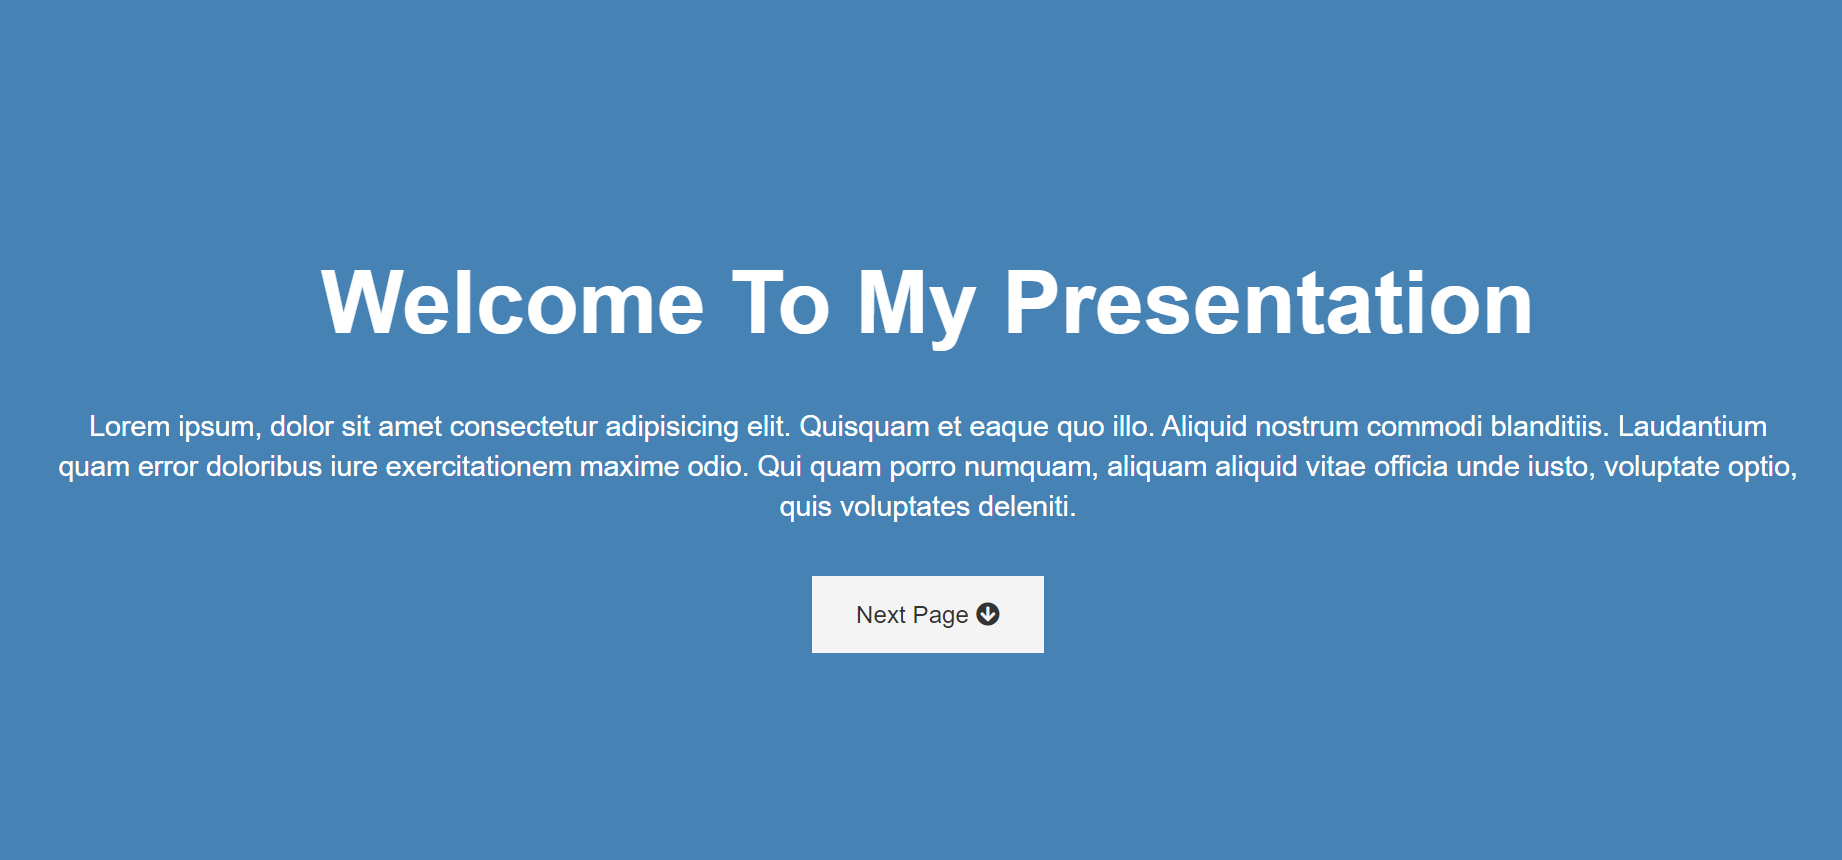 Welcome To My Presentation
Lorem ipsum, dolor sit amet consectetur adipisicing elit. Quisquam et eaque quo illo. Aliquid nostrum commodi blanditiis. Laudantium
quam error doloribus iure exercitationem maxime odio. Qui quam porro numquam, aliquam aliquid vitae officia unde iusto, voluptate optio,
quis voluptates deleniti.
Next Page